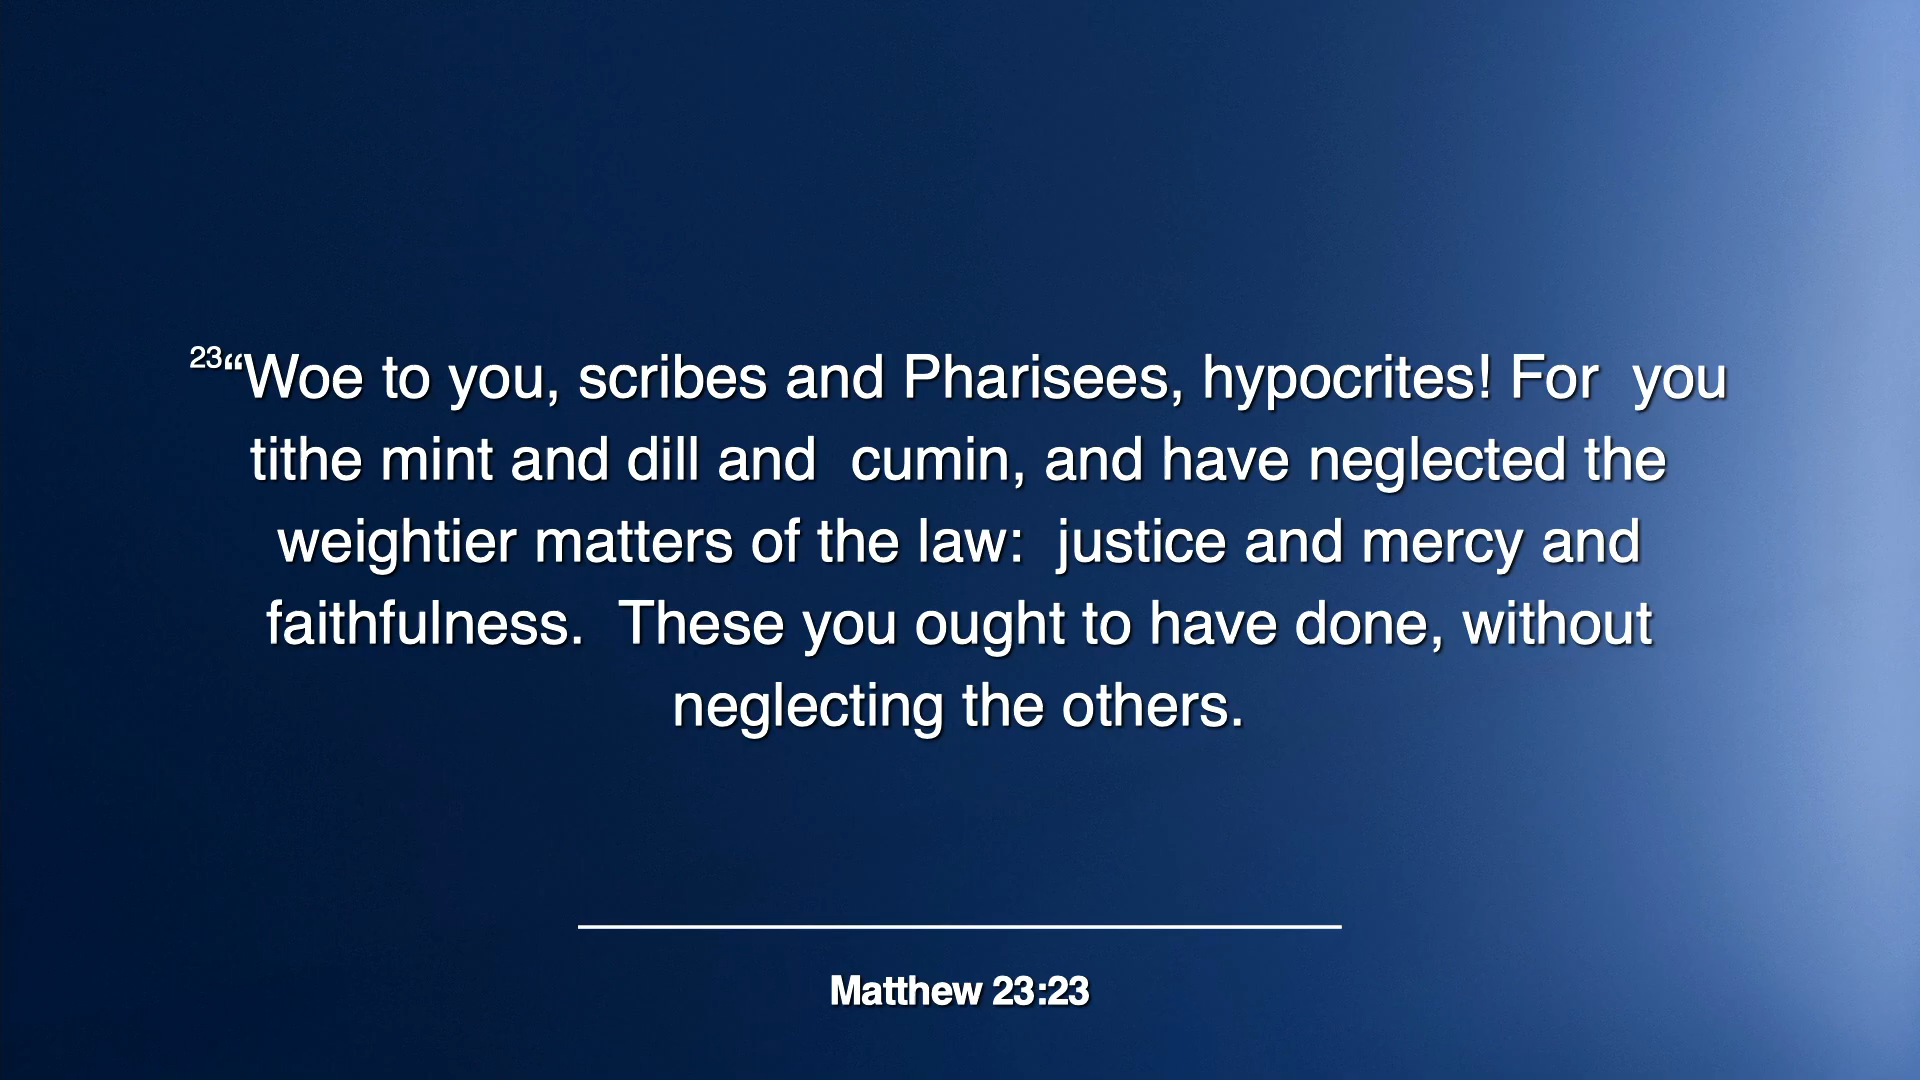 23“Woe to you, scribes and Pharisees, hypocrites! For  you
tithe mint and dill and  cumin, and have neglected the
weightier matters of the law:  justice and mercy and
faithfulness.  These you ought to have done, without
neglecting the others.
Matthew 23:23